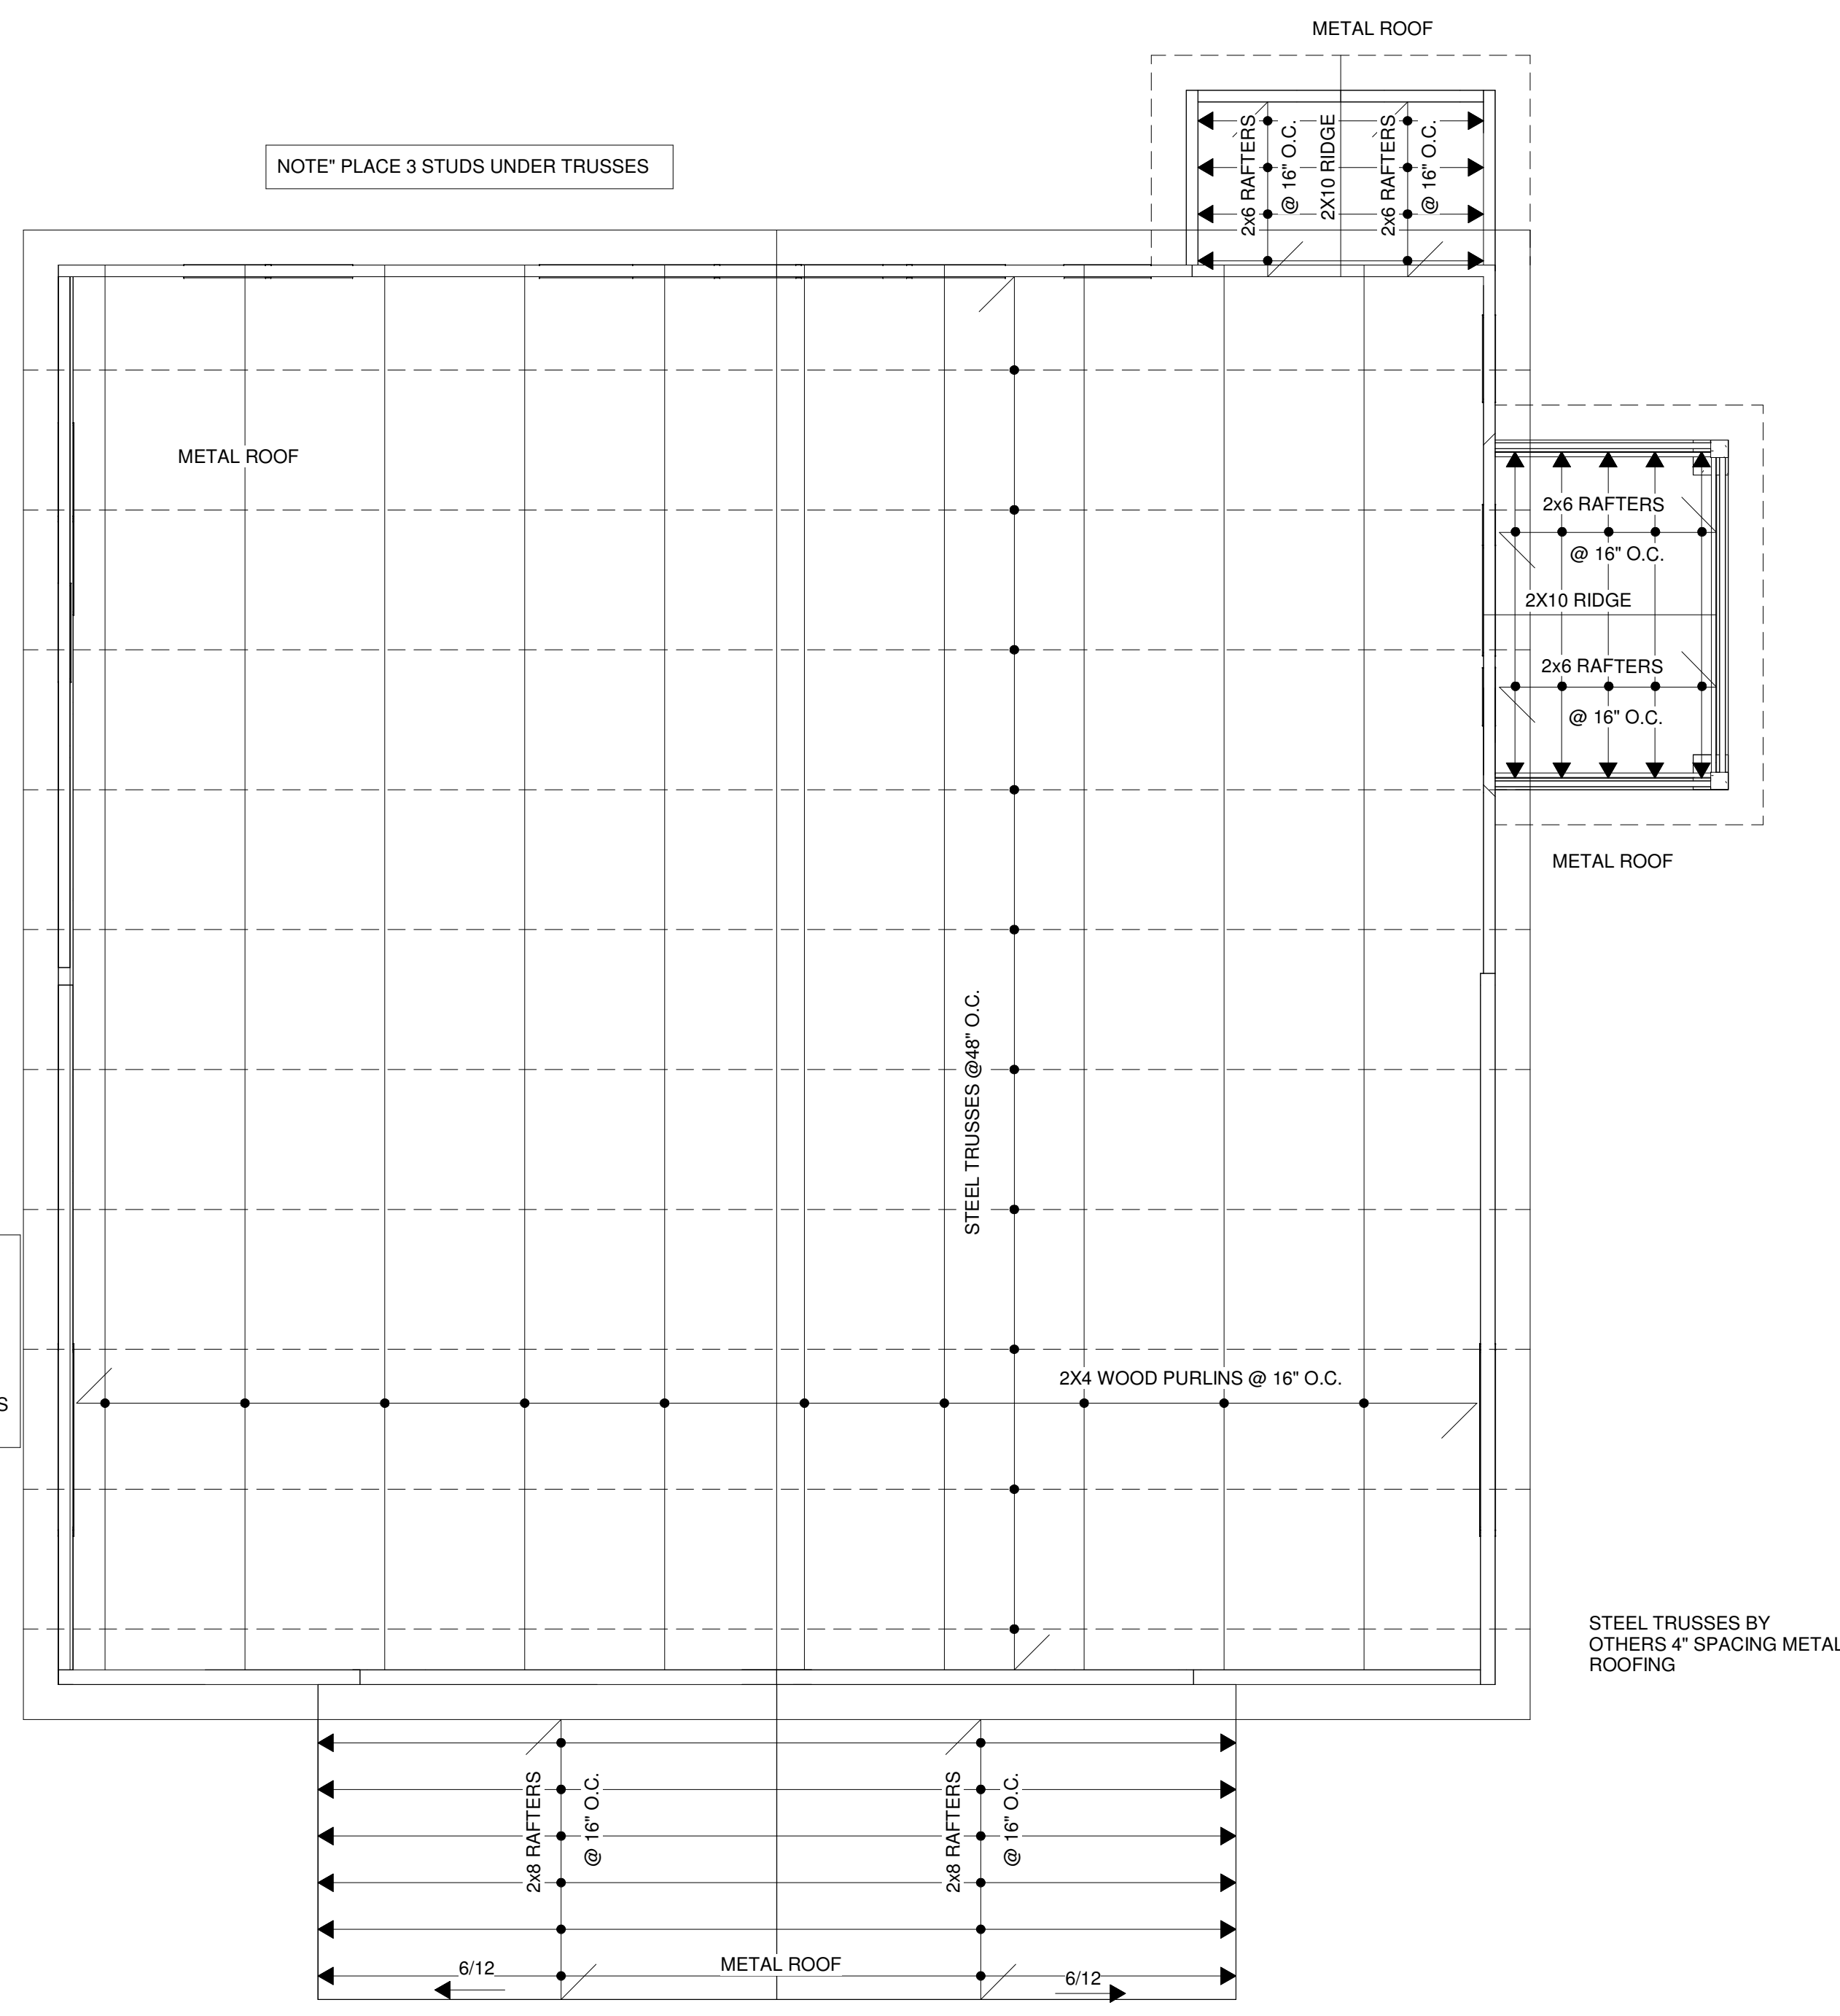 METAL ROOF
NOTE" PLACE 3 STUDS UNDER TRUSSES
2x6 RAFTERS
@ 16" O.C.
2X10 RIDGE
2x6 RAFTERS
@ 16" O.C.
METAL ROOF
2x6 RAFTERS
@ 16" O.C.
2X10 RIDGE
2x6 RAFTERS
@ 16" O.C.
METAL ROOF
STEEL TRUSSES @48" O.C.
2X4 WOOD PURLINS @ 16" O.C.
S
STEEL TRUSSES BY
OTHERS 4" SPACING METAL
ROOFING
2x8 RAFTERS
@ 16" O.C.
2x8 RAFTERS
@ 16" O.C.
METAL ROOF
6/12
6/12